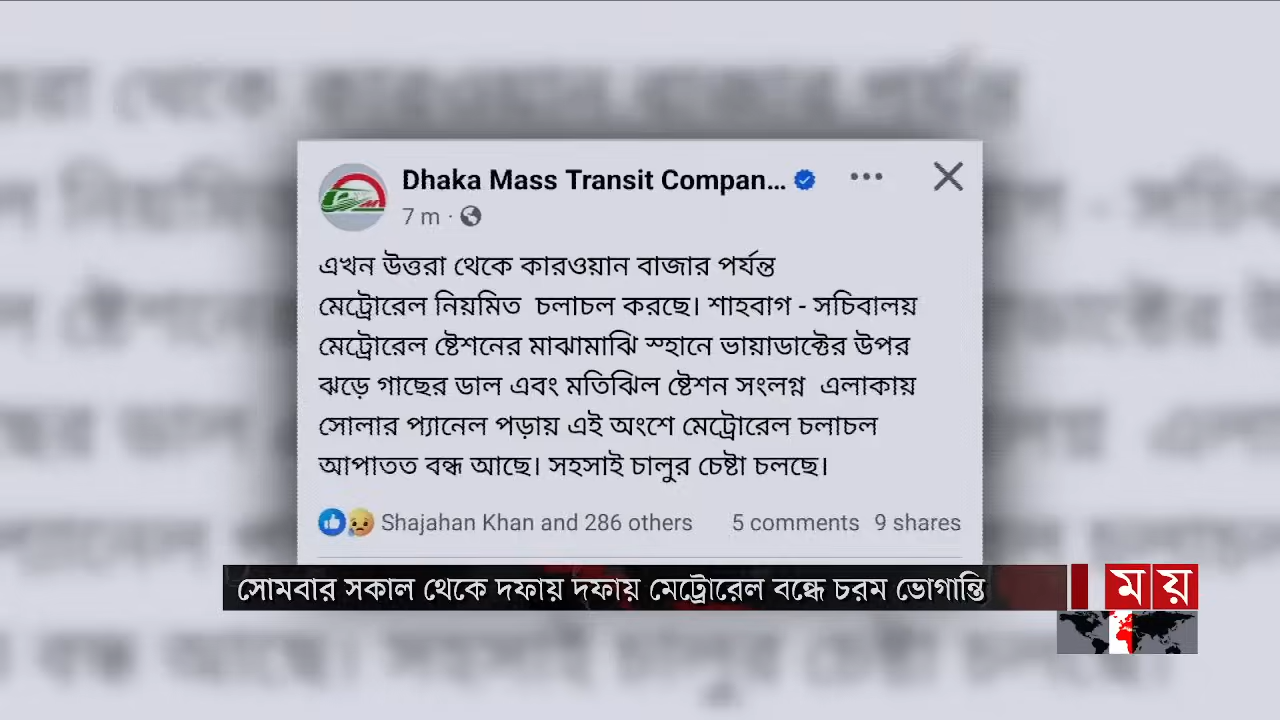 Dhaka Mass Transit Compan...
7 m ·
এখন উত্তরা থেকে কারওয়ান বাজার পর্যন্ত
মেট্রোরেল নিয়মিত চলাচল করছে। শাহবাগ - সচিবালয়
মেট্রোরেল ষ্টেশনের মাঝামাঝি স্হানে ভায়াডাক্টের উপর
ঝড়ে গাছের ডাল এবং মতিঝিল ষ্টেশন সংলগ্ন এলাকায়
সোলার প্যানেল পড়ায় এই অংশে মেট্রোরেল চলাচল
আপাতত বন্ধ আছে। সহসাই চালুর চেষ্টা চলছে।
Shajahan Khan and 286 others 5 comments 9 shares
সোমবার সকাল থেকে দফায় দফায় মেট্রোরেল বন্ধে চরম ভোগান্তি
সময়